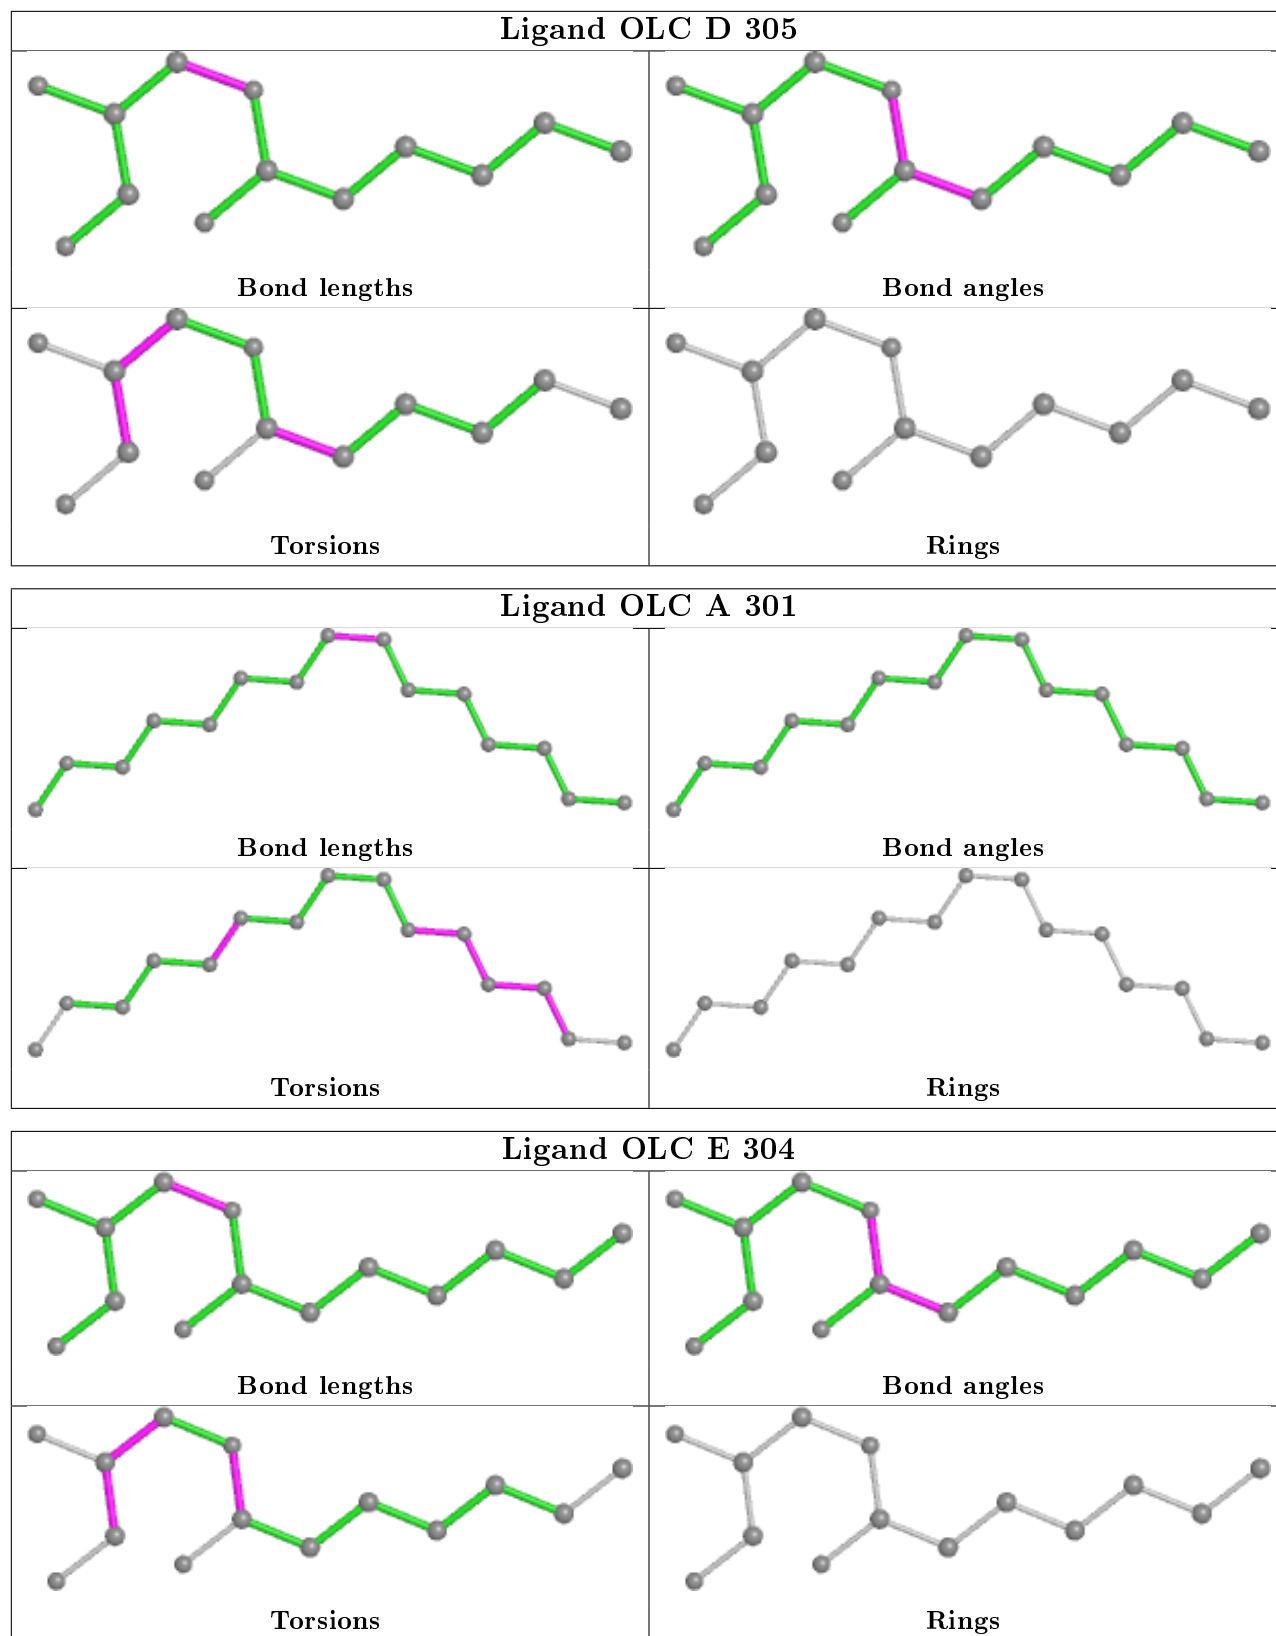 Ligand OLC D 305
Bond lengths
Bond angles
Torsions
Rings
Ligand OLC A 301
Bond lengths
Bond angles
Torsions
Rings
Ligand OLC E 304
Bond lengths
Bond angles
Torsions
Rings